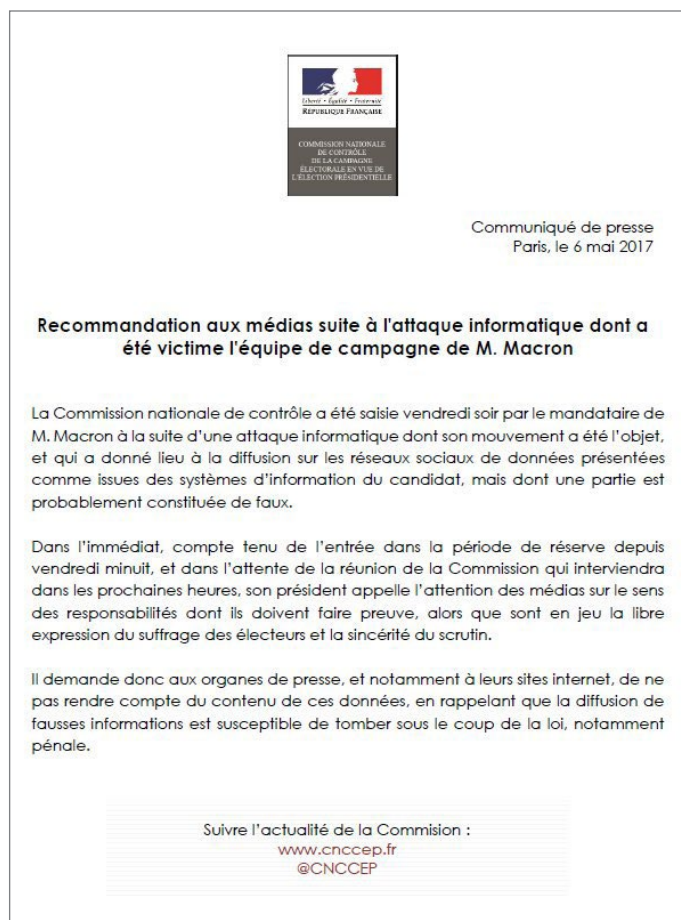 Liberté • Égalité • Fraternité
RÉPUBLIQUE FRANÇAISE
COMMISSION NATIONALE
DE CONTRÔLE
DE LA CAMPAGNE
ÉLECTORALE EN VUE DE
L'ÉLECTION PRÉSIDENTIELLE
Communiqué de presse
Paris, le 6 mai 2017
Recommandation aux médias suite à l'attaque informatique dont a
été victime l'équipe de campagne de M. Macron
La Commission nationale de contrôle a été saisie vendredi soir par le mandataire de
M. Macron à la suite d'une attaque informatique dont son mouvement a été l'objet,
et qui a donné lieu à la diffusion sur les réseaux sociaux de données présentées
comme issues des systèmes d'information du candidat, mais dont une partie est
probablement constituée de faux.
Dans l'immédiat, compte tenu de l'entrée dans la période de réserve depuis
vendredi minuit, et dans l'attente de la réunion de la Commission qui interviendra
dans les prochaines heures, son président appelle l'attention des médias sur le sens
des responsabilités dont ils doivent faire preuve, alors que sont en jeu la libre
expression du suffrage des électeurs et la sincérité du scrutin.
Il demande donc aux organes de presse, et notamment à leurs sites internet, de ne
pas rendre compte du contenu de ces données, en rappelant que la diffusion de
fausses informations est susceptible de tomber sous le coup de la loi, notamment
pénale.
Suivre l'actualité de la Commision :
www.cnccep.fr
@CNCCEP